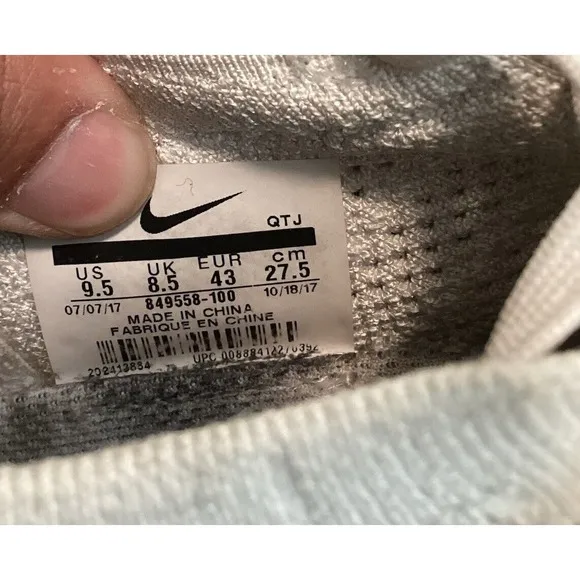 QTJ
US UK EUR cm
9.5 8.5 43 27.5
07/07/17 849558-100 10/18/17
MADE IN CHINA
FABRIQUE EN CHINE
UPC